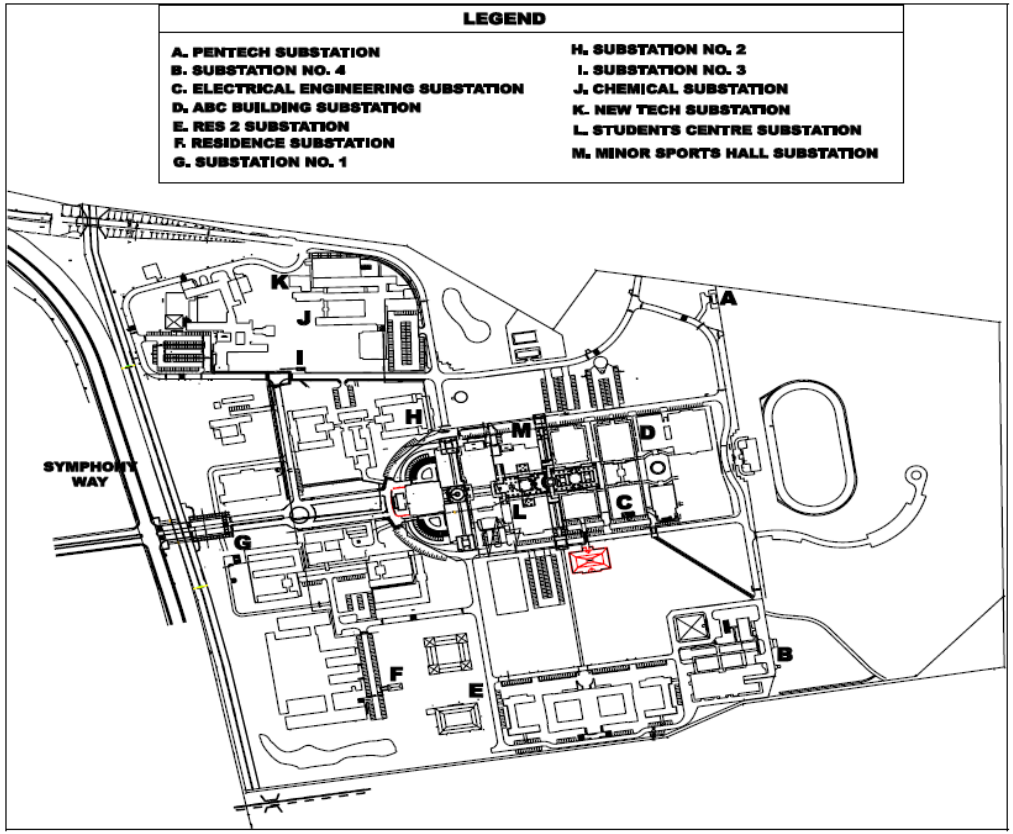 LEGEND
A. PENTECH SUBSTATION
B. SUBSTATION NO. 4
C. ELECTRICAL ENGINEERING SUBSTATION
D. ABC BUILDING SUBSTATION
E. RES 2 SUBSTATION
F. RESIDENCE SUBSTATION
G. SUBSTATION NO. 1
H. SUBSTATION NO. 2
I. SUBSTATION NO. 3
J. CHEMICAL SUBSTATION
K. NEW TECH SUBSTATION
L. STUDENTS CENTRE SUBSTATION
M. MINOR SPORTS HALL SUBSTATION
K
A
J
I
H
M
D
SYMPHONY
WAY
C
L
G
B
F
E